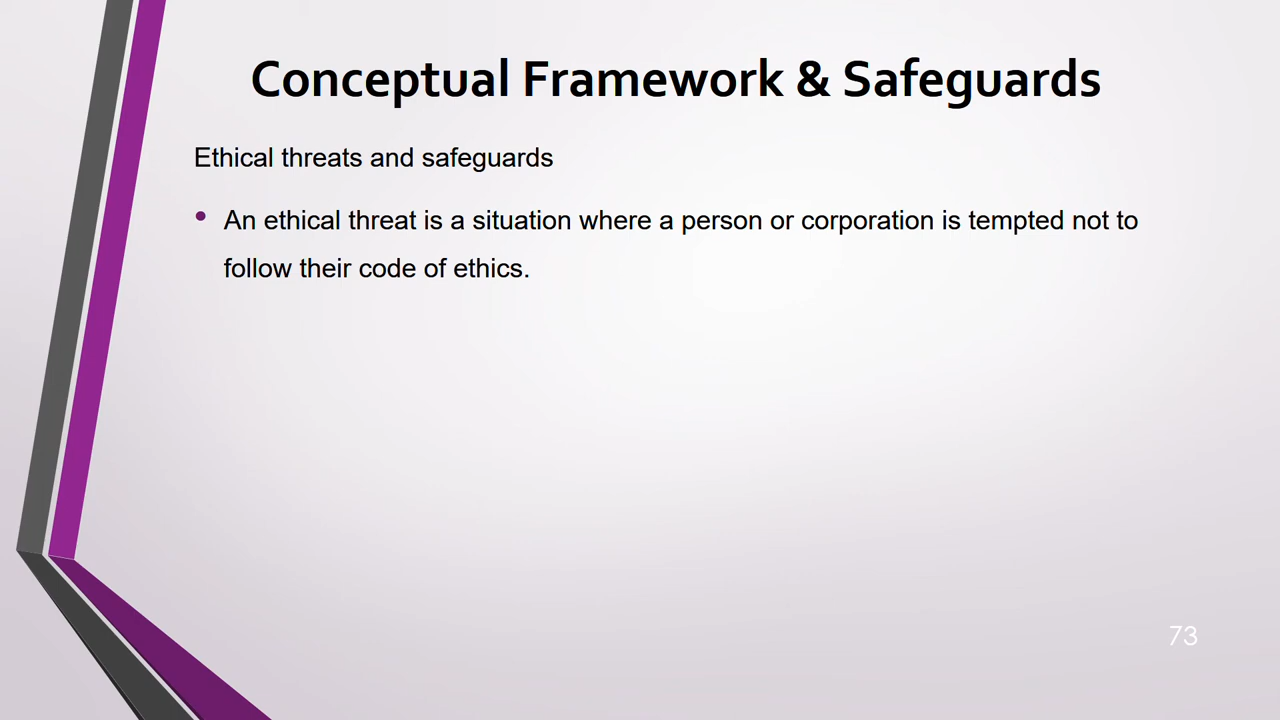 Conceptual Framework & Safeguards
Ethical threats and safeguards
• An ethical threat is a situation where a person or corporation is tempted not to
follow their code of ethics.
73